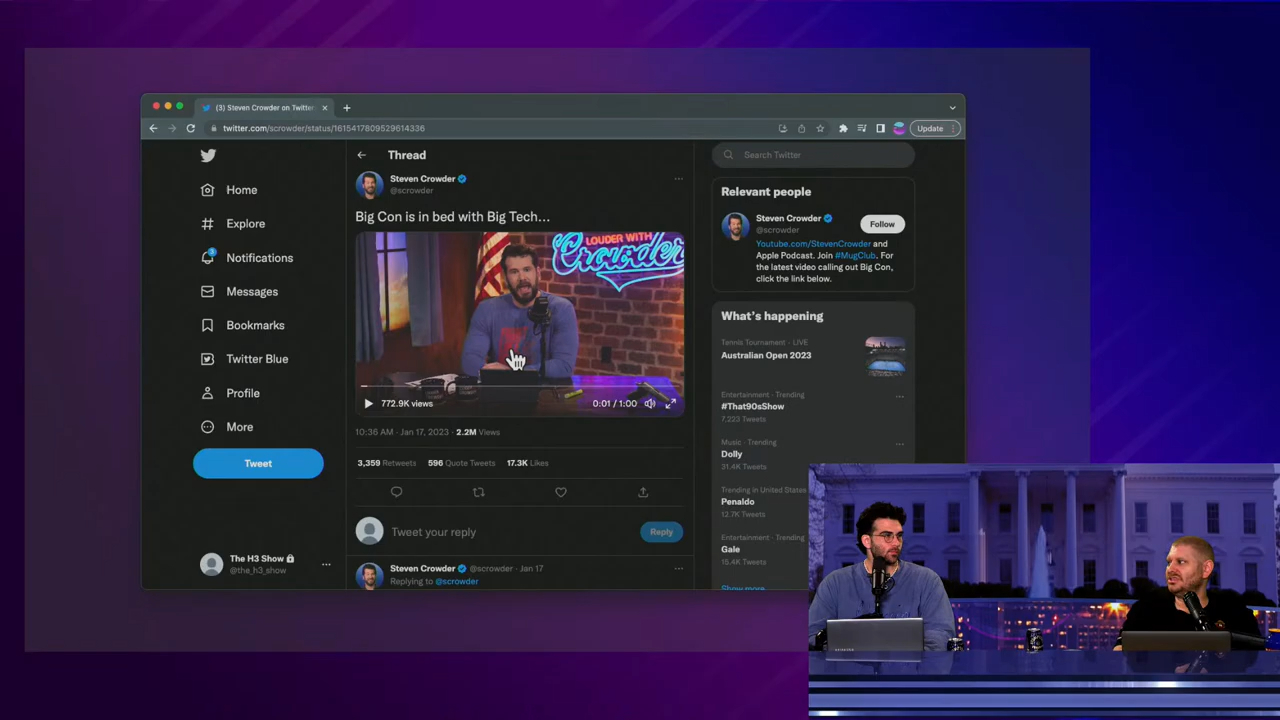 (3) Steven Crowder on Twitter
twitter.com/scrowder/status/1615417809529614336
Update
Home
Explore
3
Notifications
Messages
Bookmarks
Twitter Blue
Profile
More
Tweet
The H3 Show
@the_h3_show
Thread
Steven Crowder
@scrowder
Big Con is in bed with Big Tech...
LOUDER WITH
Crowder
772.9K views
0:01 / 1:00
10:36 AM · Jan 17, 2023 · 2.2M Views
3,359 Retweets 596 Quote Tweets 17.3K Likes
Tweet your reply
Reply
Steven Crowder @scrowder · Jan 17
Replying to @scrowder
Search Twitter
Relevant people
Steven Crowder
@scrowder
Follow
Youtube.com/StevenCrowder and
Apple Podcast. Join #MugClub. For
the latest video calling out Big Con,
click the link below.
What's happening
Tennis Tournament · LIVE
Australian Open 2023
Entertainment · Trending
#That90sShow
7,223 Tweets
Music · Trending
Dolly
31.4K Tweets
Trending in United States
Penaldo
12.7K Tweets
Entertainment · Trending
Gale
15.4K Tweets
Show more